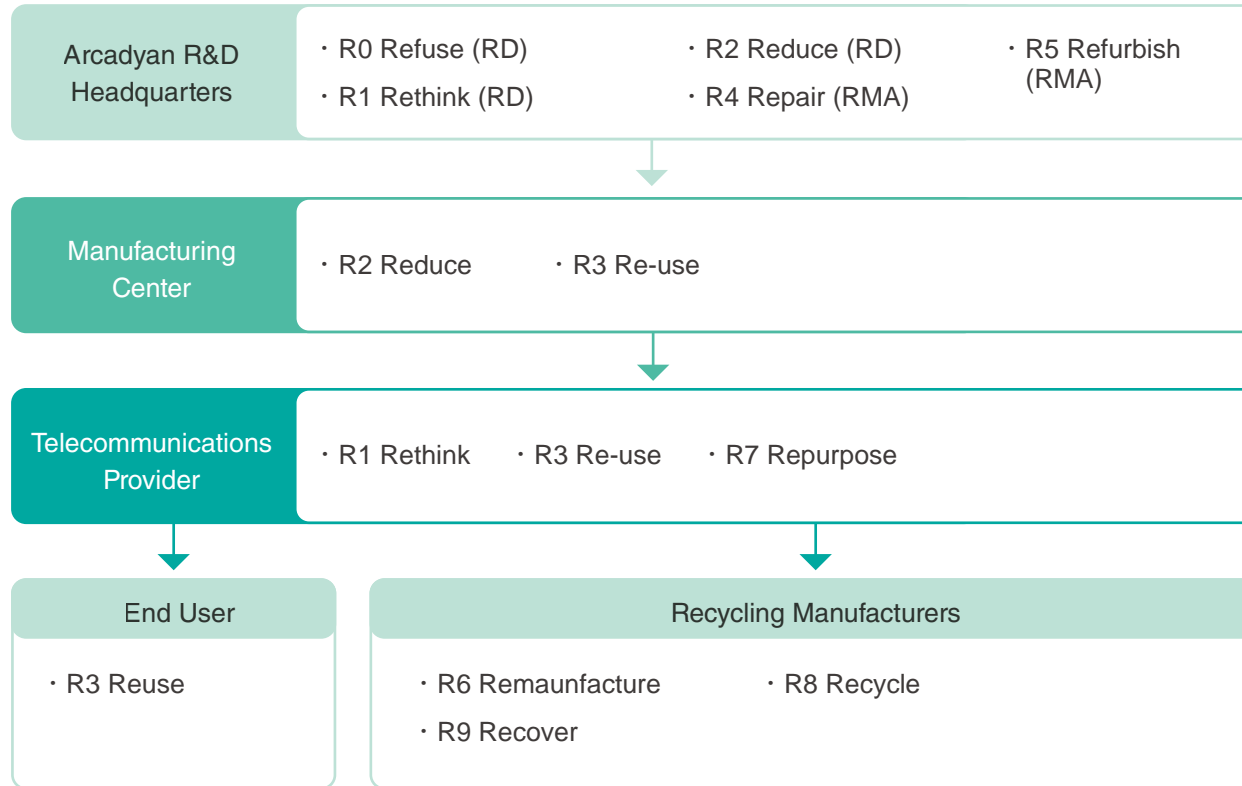 Arcadyan R&D
Headquarters
· R0 Refuse (RD)
· R2 Reduce (RD)
· R5 Refurbish
(RMA)
· R1 Rethink (RD)
· R4 Repair (RMA)
Manufacturing
Center
· R2 Reduce
· R3 Re-use
Telecommunications
Provider
· R1 Rethink
· R3 Re-use
· R7 Repurpose
End User
· R3 Reuse
Recycling Manufacturers
· R6 Remaunfacture
· R8 Recycle
· R9 Recover